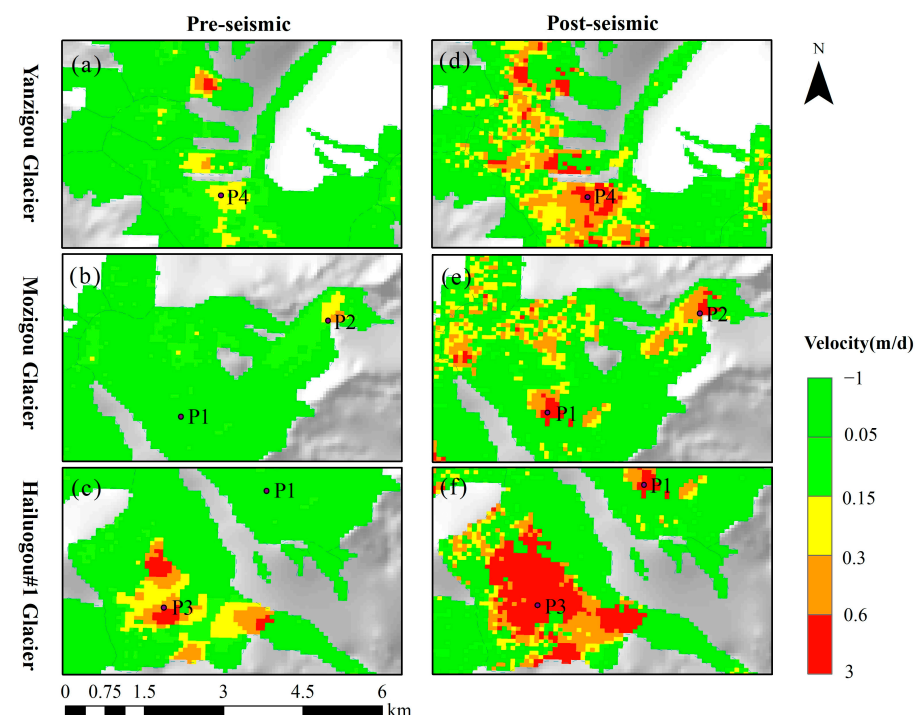 Pre-seismic
Post-seismic
N
Yanzigou Glacier
(a)
P4
(d)
P4
Mozigou Glacier
(b)
P2
P1
(e)
P2
P1
Velocity(m/d)
−1
0.05
0.15
0.3
0.6
3
Hailuogou#1 Glacier
(c)
P1
P3
(f)
P1
P3
0 0.75 1.5 3 4.5 6
km